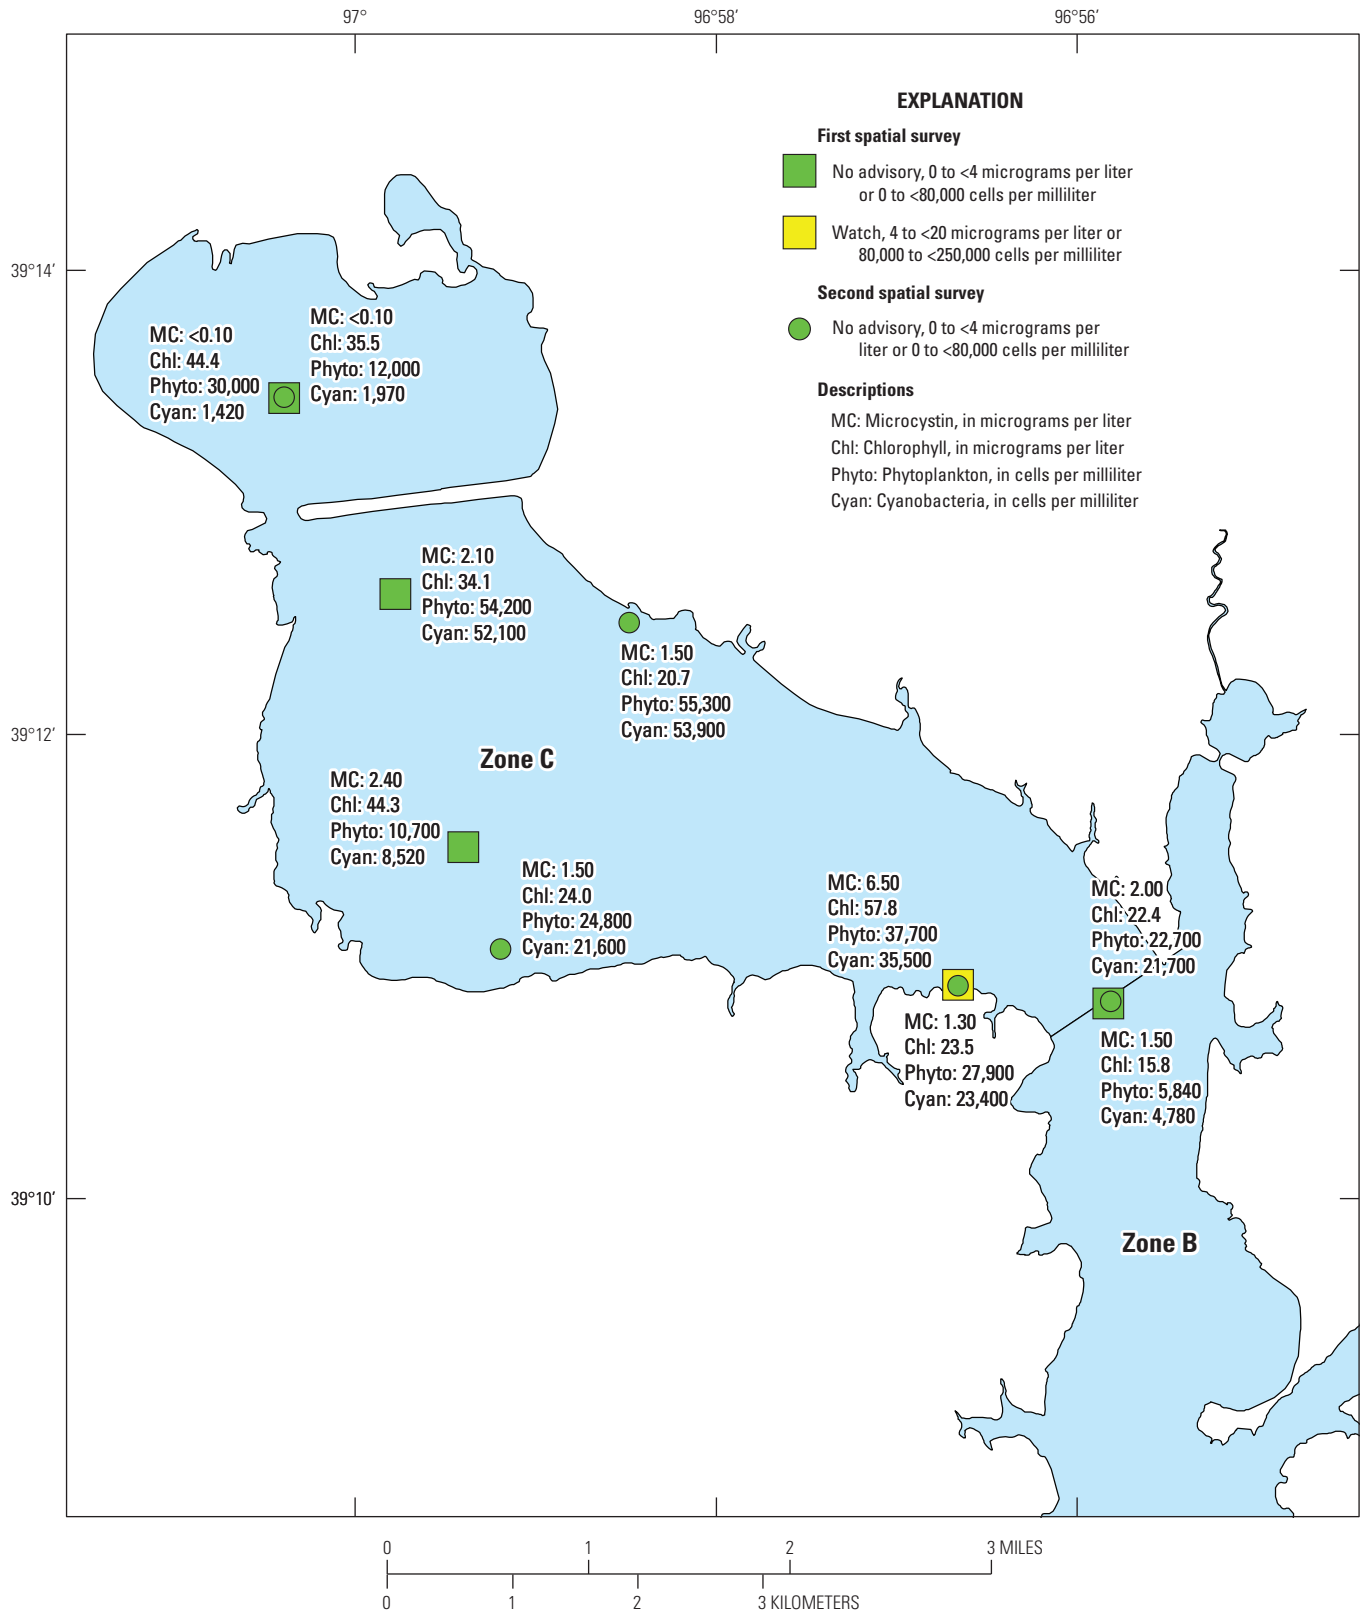 97°
96°58′
96°56′
EXPLANATION
First spatial survey
No advisory, 0 to <4 micrograms per liter
or 0 to <80,000 cells per milliliter
Watch, 4 to <20 micrograms per liter or
80,000 to <250,000 cells per milliliter
Second spatial survey
No advisory, 0 to <4 micrograms per
liter or 0 to <80,000 cells per milliliter
Descriptions
MC: Microcystin, in micrograms per liter
Chl: Chlorophyll, in micrograms per liter
Phyto: Phytoplankton, in cells per milliliter
Cyan: Cyanobacteria, in cells per milliliter
39°14′
MC: <0.10
Chl: 44.4
Phyto: 30,000
Cyan: 1,420
MC: <0.10
Chl: 35.5
Phyto: 12,000
Cyan: 1,970
MC: 2.10
Chl: 34.1
Phyto: 54,200
Cyan: 52,100
MC: 1.50
Chl: 20.7
Phyto: 55,300
Cyan: 53,900
39°12′
Zone C
MC: 2.40
Chl: 44.3
Phyto: 10,700
Cyan: 8,520
MC: 1.50
Chl: 24.0
Phyto: 24,800
Cyan: 21,600
MC: 6.50
Chl: 57.8
Phyto: 37,700
Cyan: 35,500
MC: 2.00
Chl: 22.4
Phyto: 22,700
Cyan: 21,700
MC: 1.30
Chl: 23.5
Phyto: 27,900
Cyan: 23,400
MC: 1.50
Chl: 15.8
Phyto: 5,840
Cyan: 4,780
39°10′
Zone B
0 1 2 3 MILES
0 1 2 3 KILOMETERS